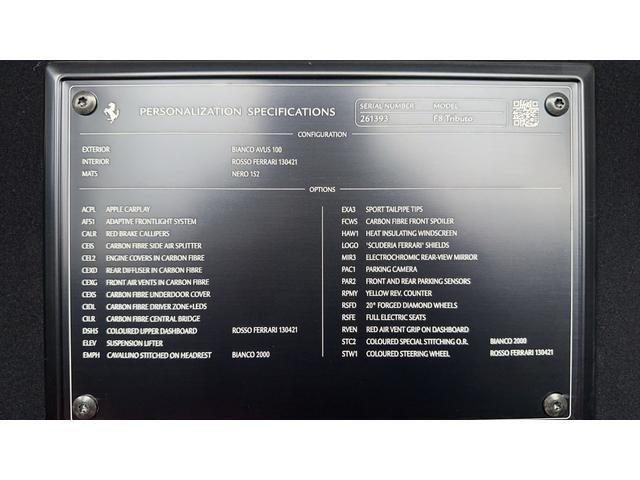 PERSONALIZATION SPECIFICATIONS
SERIAL NUMBER MODEL
261393 F8 Tributo
CONFIGURATION
EXTERIOR BIANCO AVUS 100
INTERIOR ROSSO FERRARI 130421
MATS NERO 152
OPTIONS
ACPL APPLE CARPLAY
AFS1 ADAPTIVE FRONTLIGHT SYSTEM
CALR RED BRAKE CALLIPERS
CEIS CARBON FIBRE SIDE AIR SPLITTER
CEL2 ENGINE COVERS IN CARBON FIBRE
CEXD REAR DIFFUSER IN CARBON FIBRE
CEXG FRONT AIR VENTS IN CARBON FIBRE
CEXS CARBON FIBRE UNDERDOOR COVER
CIDL CARBON FIBRE DRIVER ZONE+LEDS
CILR CARBON FIBRE CENTRAL BRIDGE
DSHS COLOURED UPPER DASHBOARD ROSSO FERRARI 130421
ELEV SUSPENSION LIFTER
EMPH CAVALLINO STITCHED ON HEADREST BIANCO 2000
EXA3 SPORT TAILPIPE TIPS
FCWS CARBON FIBRE FRONT SPOILER
HAW1 HEAT INSULATING WINDSCREEN
LOGO 'SCUDERIA FERRARI' SHIELDS
MIR3 ELECTROCHROMIC REAR-VIEW MIRROR
PAC1 PARKING CAMERA
PAR2 FRONT AND REAR PARKING SENSORS
RPMY YELLOW REV. COUNTER
RSFD 20" FORGED DIAMOND WHEELS
RSFE FULL ELECTRIC SEATS
RVEN RED AIR VENT GRIP ON DASHBOARD
STC2 COLOURED SPECIAL STITCHING O.R. BIANCO 2000
STW1 COLOURED STEERING WHEEL ROSSO FERRARI 130421